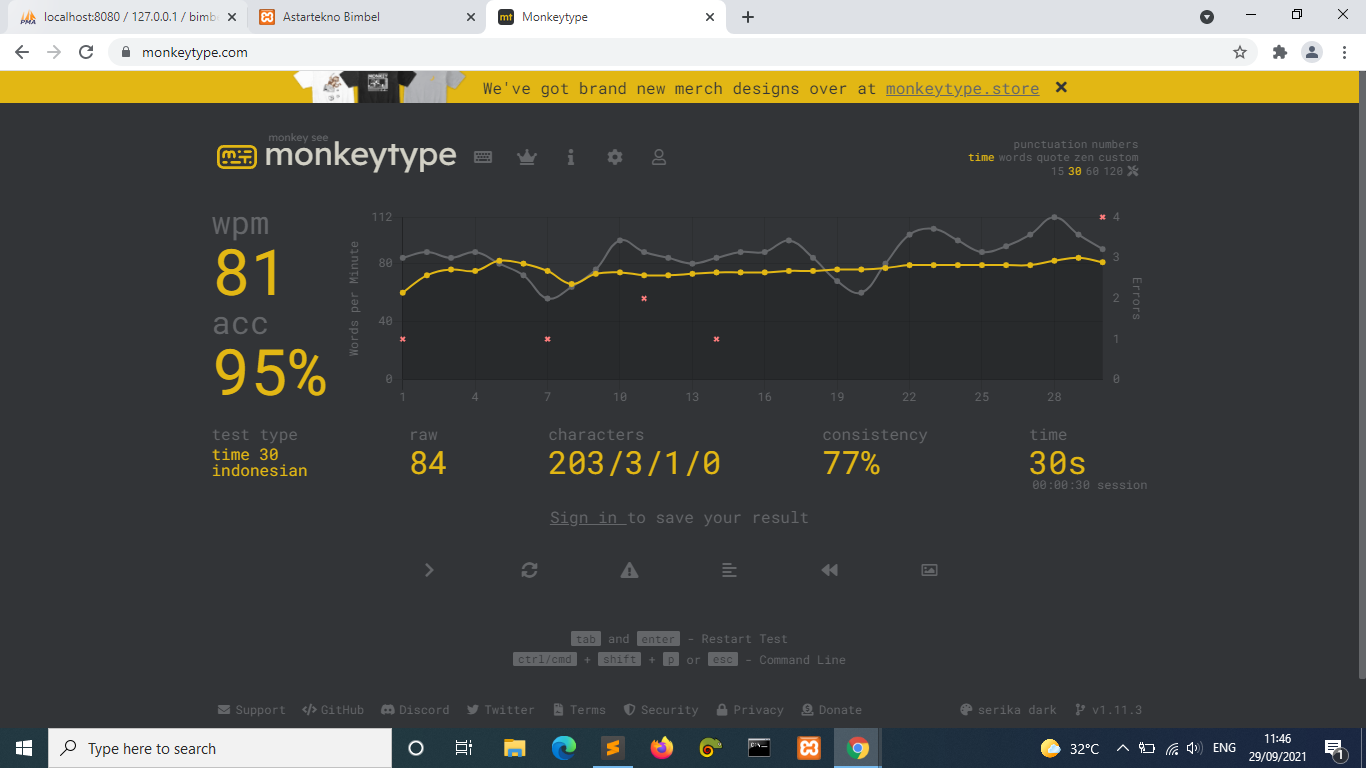 localhost:8080 / 127.0.0.1 / bimb
Astartekno Bimbel
Monkeytype
monkeytype.com
We've got brand new merch designs over at monkeytype.store
monkey see
monkeytype
punctuation numbers
time words quote zen custom
15 30 60 120
wpm
81
acc
95%
Words per Minute
112
80
40
0
1 4 7 10 13 16 19 22 25 28
4
3
2
1
0
Errors
test type
time 30
indonesian
raw
84
characters
203/3/1/0
consistency
77%
time
30s
00:00:30 session
Sign in to save your result
tab and enter - Restart Test
ctrl/cmd + shift + p or esc - Command Line
Support GitHub Discord Twitter Terms Security Privacy Donate serika dark v1.11.3
Type here to search
32°C
ENG
11:46
29/09/2021
1